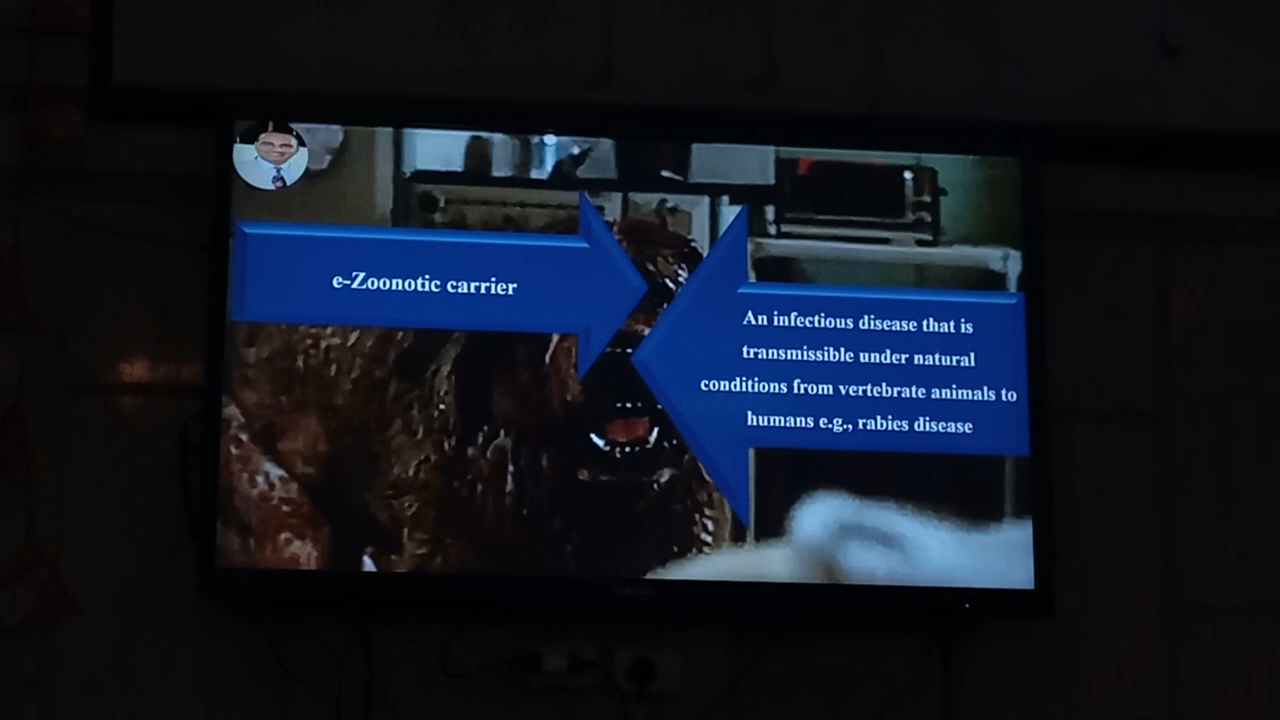 e-Zoonotic carrier
An infectious disease that is
transmissible under natural
conditions from vertebrate animals to
humans e.g., rabies disease